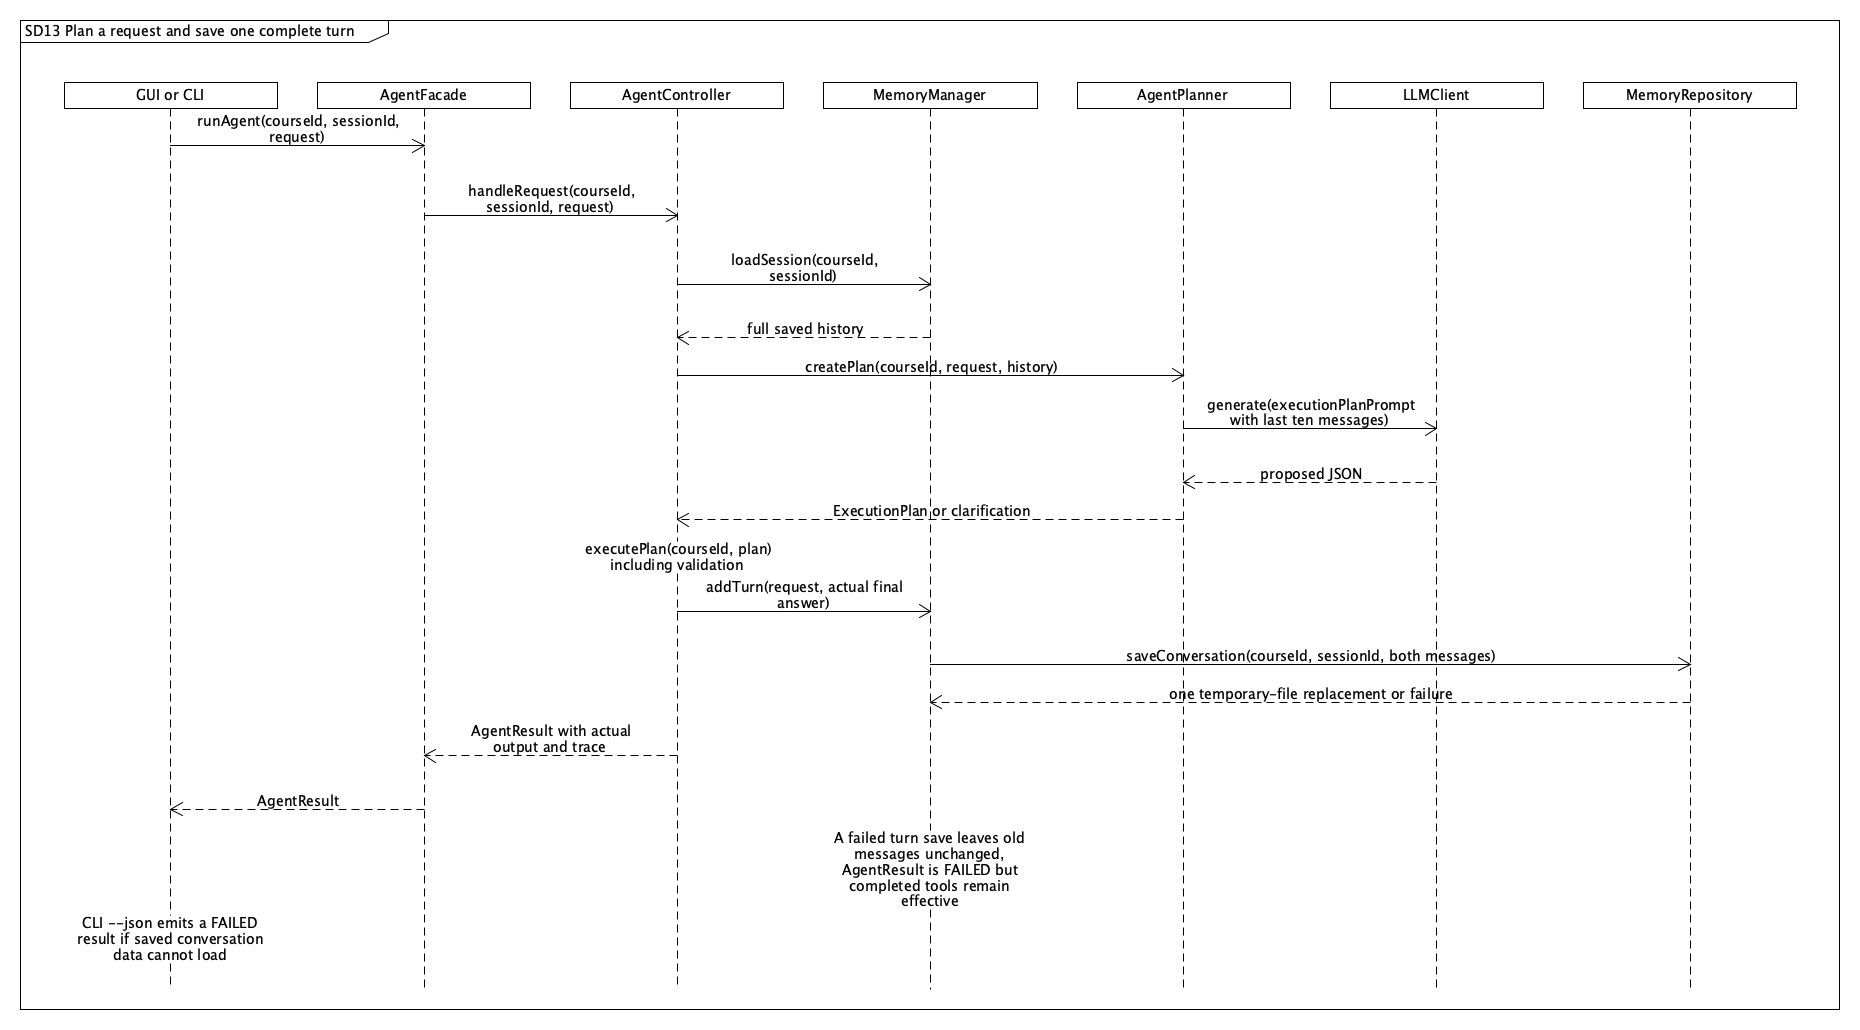 SD13 Plan a request and save one complete turn
GUI or CLI
AgentFacade
AgentController
MemoryManager
AgentPlanner
LLMClient
MemoryRepository
runAgent(courseId, sessionId,
request)
handleRequest(courseId,
sessionId, request)
loadSession(courseId,
sessionId)
full saved history
createPlan(courseId, request, history)
generate(executionPlanPrompt
with last ten messages)
proposed JSON
ExecutionPlan or clarification
executePlan(courseId, plan)
including validation
addTurn(request, actual final
answer)
saveConversation(courseId, sessionId, both messages)
one temporary-file replacement or failure
AgentResult with actual
output and trace
AgentResult
A failed turn save leaves old
messages unchanged,
AgentResult is FAILED but
completed tools remain
effective
CLI --json emits a FAILED
result if saved conversation
data cannot load